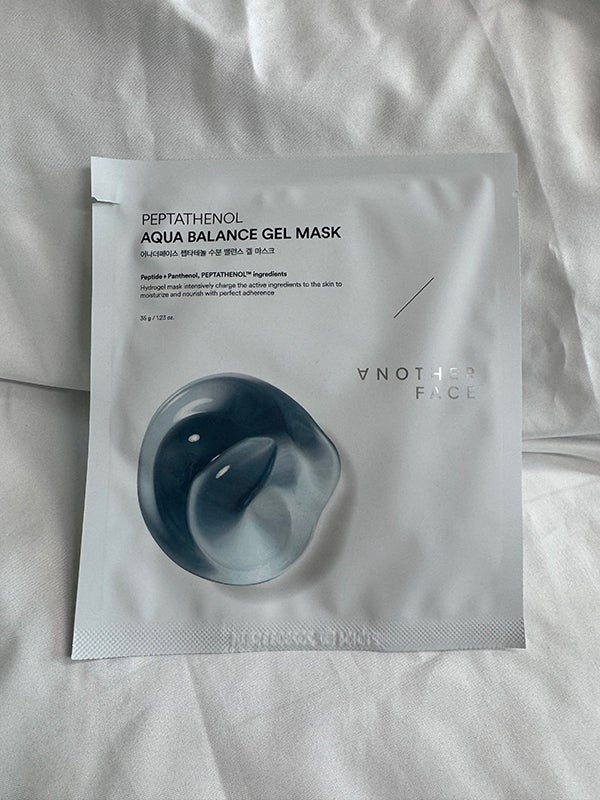 PEPTATHENOL
AQUA BALANCE GEL MASK
어나더페이스 펩타테놀 수분 밸런스 겔 마스크
Peptide + Panthenol, PEPTATHENOL™ ingredients
Hydrogel mask intensively charge the active ingredients to the skin to
moisturize and nourish with perfect adherence
35 g / 1.23 oz.
∀NOTHER
FACE